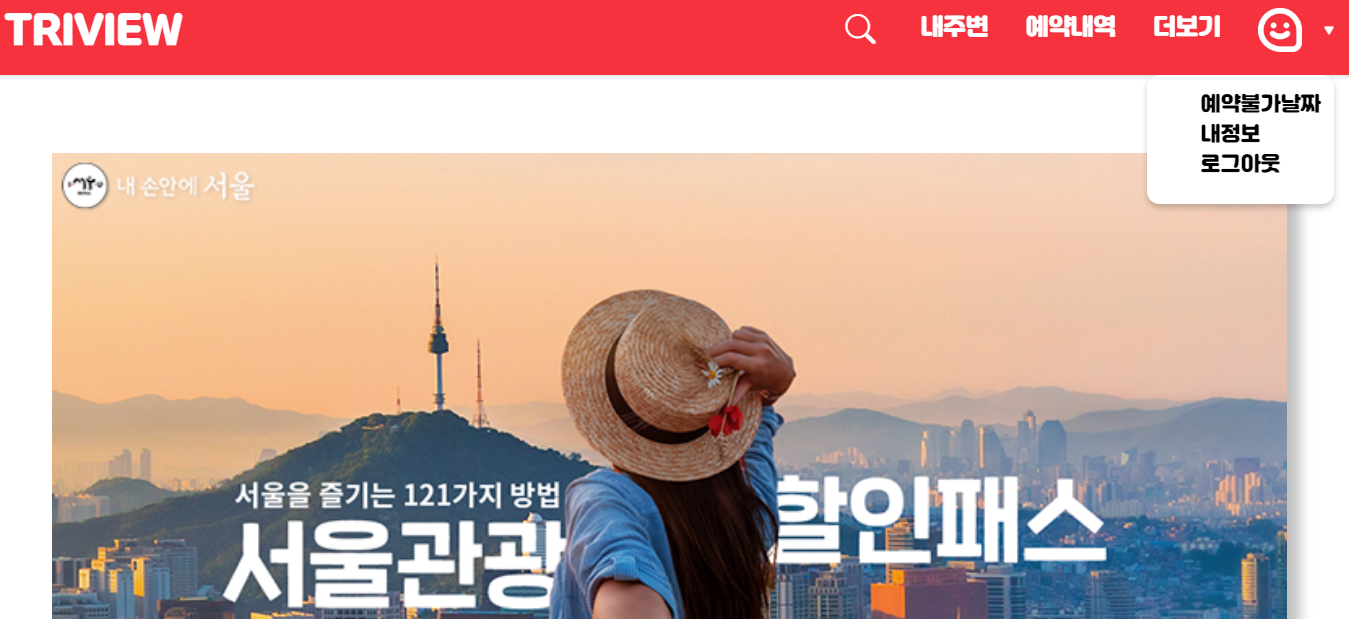 TRIVIEW
내주변 예약내역 더보기
예약불가날짜
내정보
로그아웃
내 손안에 서울
서울을 즐기는 121가지 방법
서울관광 할인패스